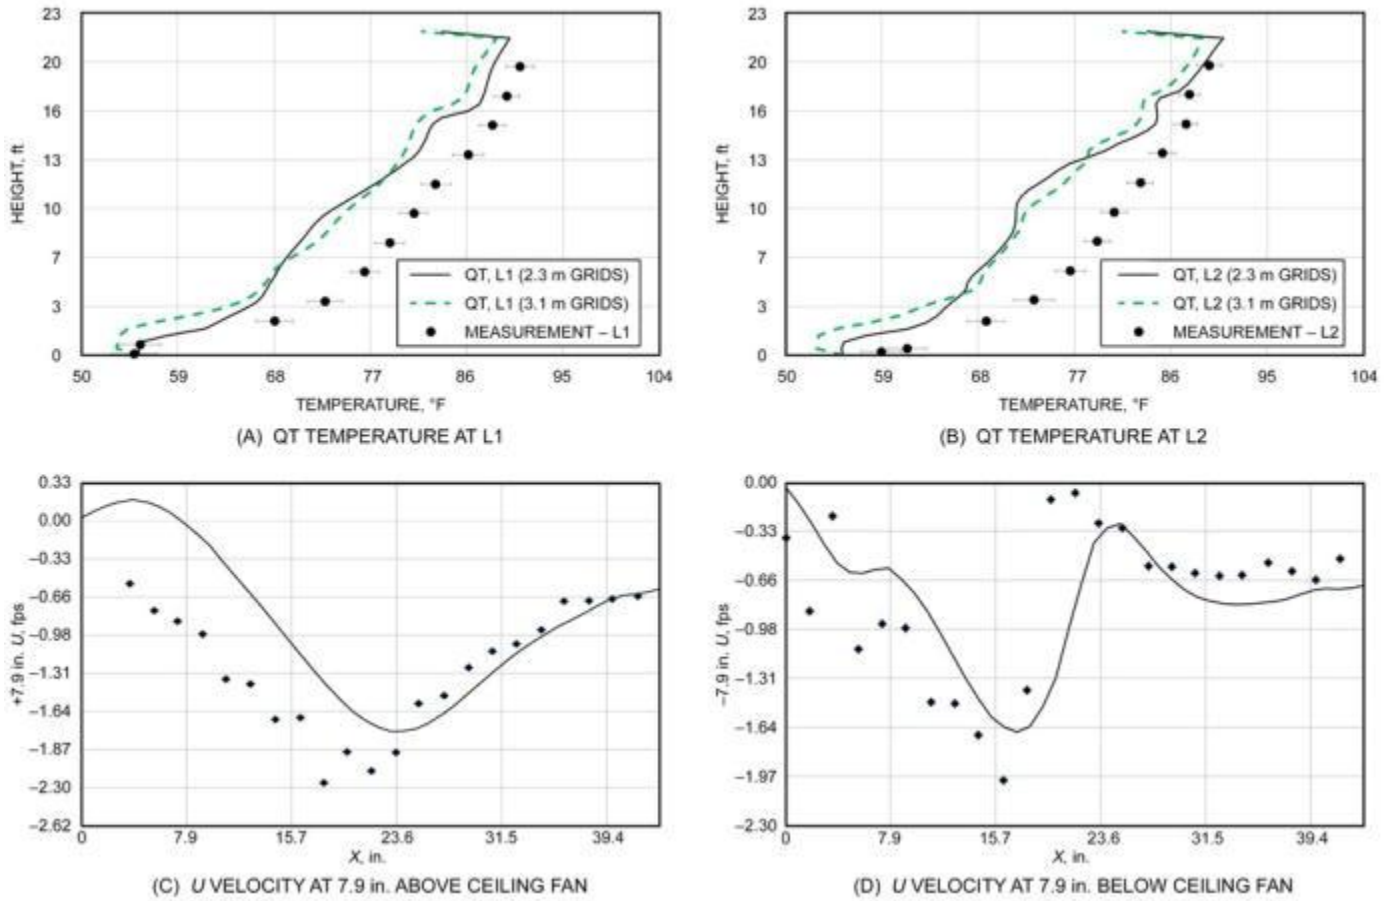 23
20
16
13
10
7
3
0
HEIGHT, ft
QT, L1 (2.3 m GRIDS)
QT, L1 (3.1 m GRIDS)
MEASUREMENT – L1
50 59 68 77 86 95 104
TEMPERATURE, °F
(A) QT TEMPERATURE AT L1
23
20
16
13
10
7
3
0
HEIGHT, ft
QT, L2 (2.3 m GRIDS)
QT, L2 (3.1 m GRIDS)
MEASUREMENT – L2
50 59 68 77 86 95 104
TEMPERATURE, °F
(B) QT TEMPERATURE AT L2
0.33
0.00
–0.33
–0.66
–0.98
–1.31
–1.64
–1.87
–2.30
–2.62
+7.9 in. U, fps
0 7.9 15.7 23.6 31.5 39.4
X, in.
(C) U VELOCITY AT 7.9 in. ABOVE CEILING FAN
0.00
–0.33
–0.66
–0.98
–1.31
–1.64
–1.97
–2.30
–7.9 in. U, fps
0 7.9 15.7 23.6 31.5 39.4
X, in.
(D) U VELOCITY AT 7.9 in. BELOW CEILING FAN